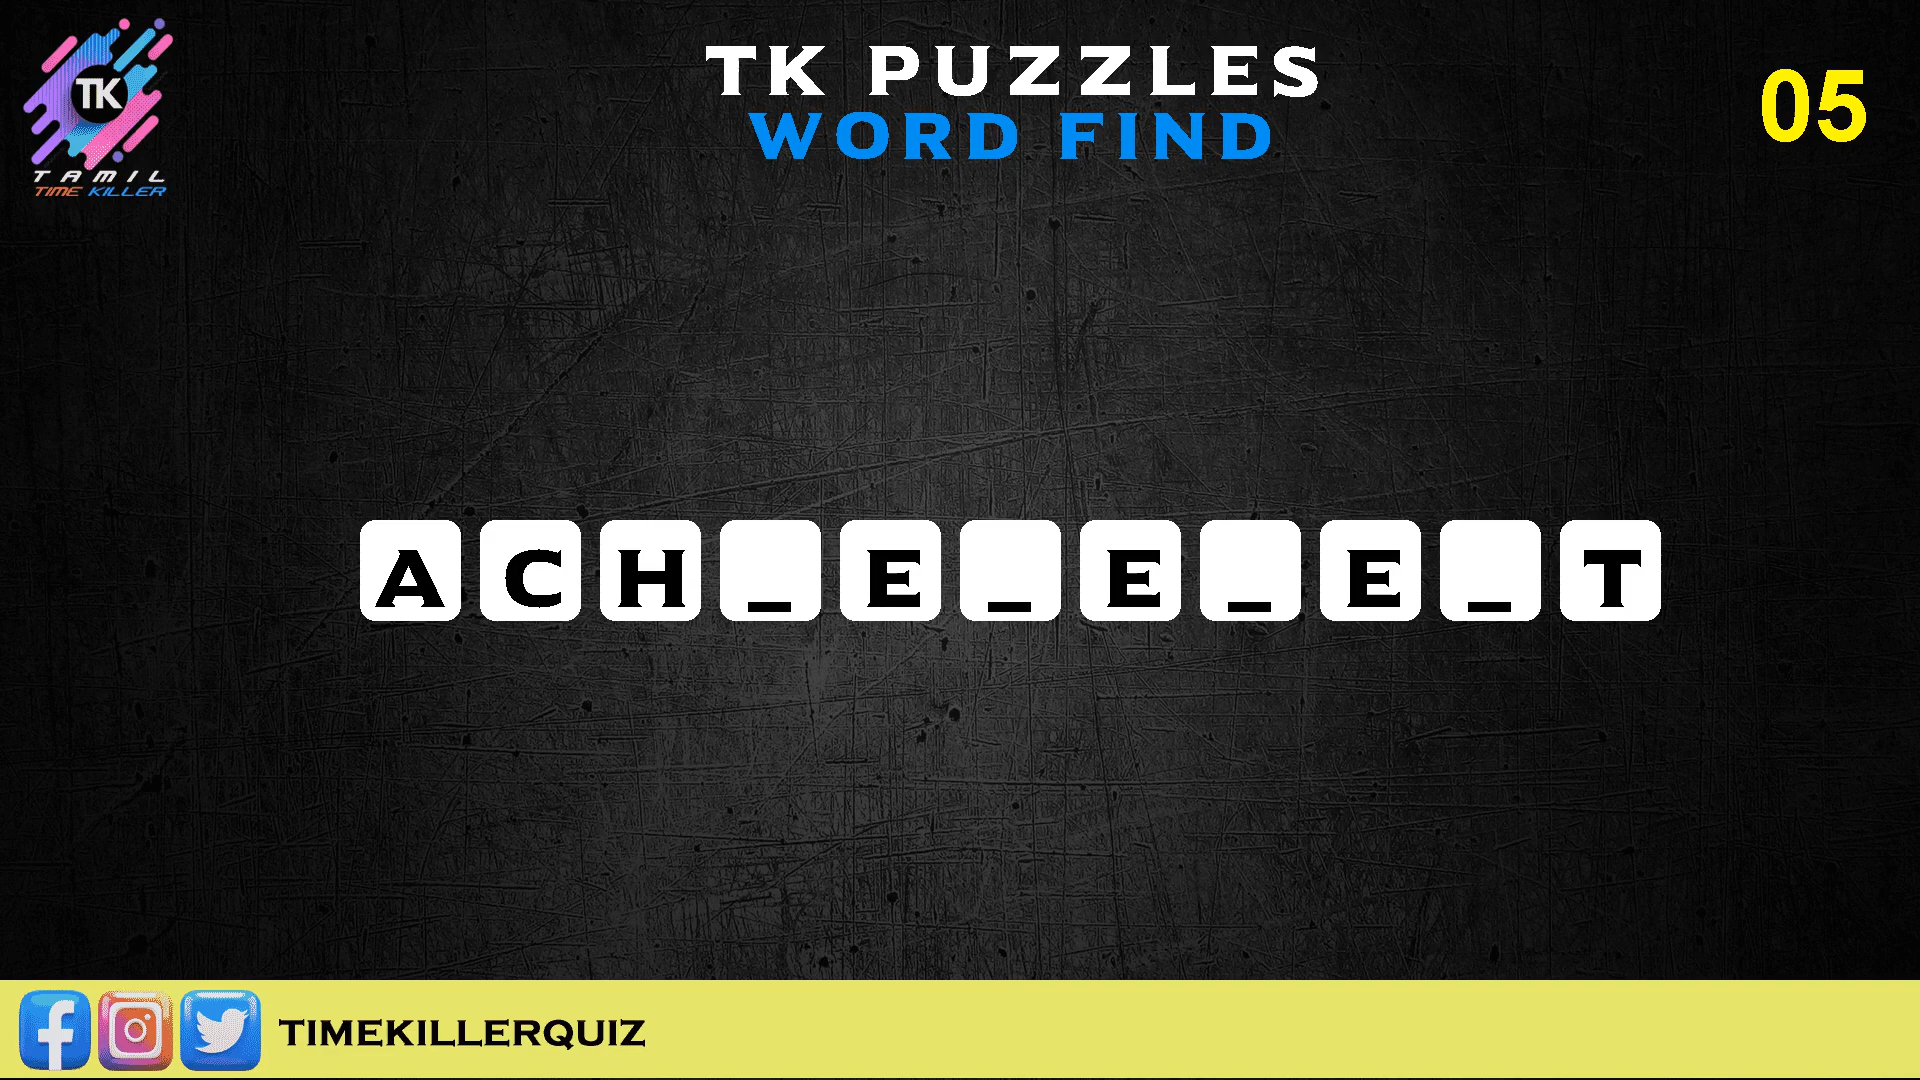 TK PUZZLES
WORD FIND
05
TK
TAMIL
TIME KILLER
ACH_E_E_E_T
TIMEKILLERQUIZ